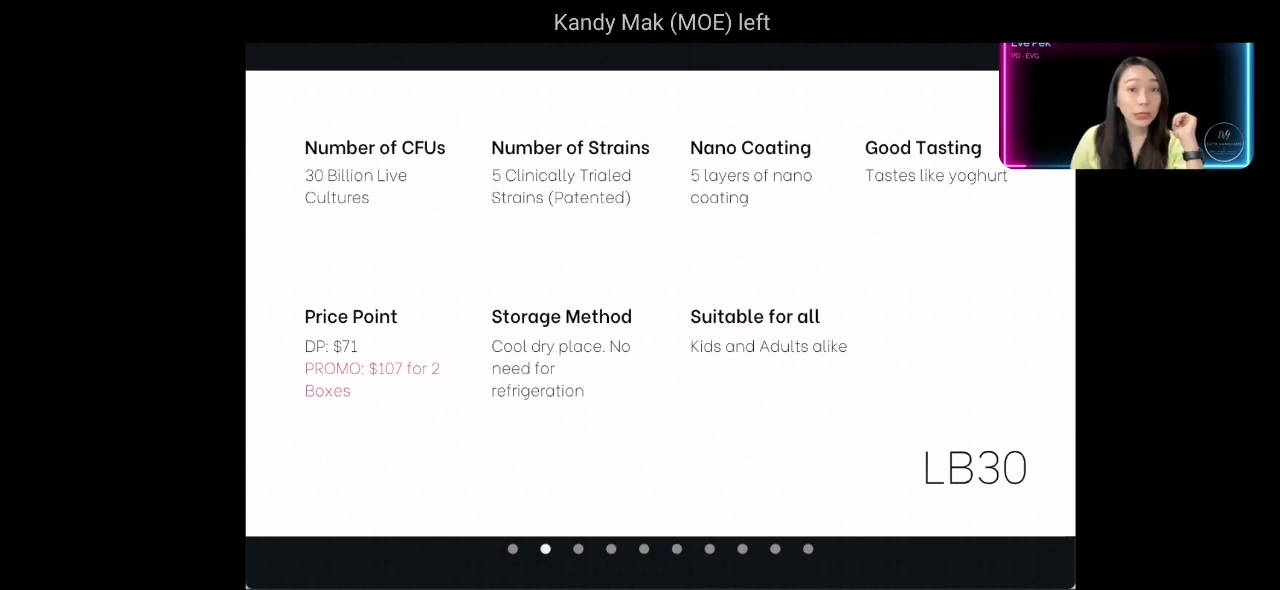 Kandy Mak (MOE) left
Eve Pek
PD - EVG
Number of CFUs
30 Billion Live
Cultures
Number of Strains
5 Clinically Trialed
Strains (Patented)
Nano Coating
5 layers of nano
coating
Good Tasting
Tastes like yoghurt
Price Point
DP: $71
PROMO: $107 for 2
Boxes
Storage Method
Cool dry place. No
need for
refrigeration
Suitable for all
Kids and Adults alike
LB30